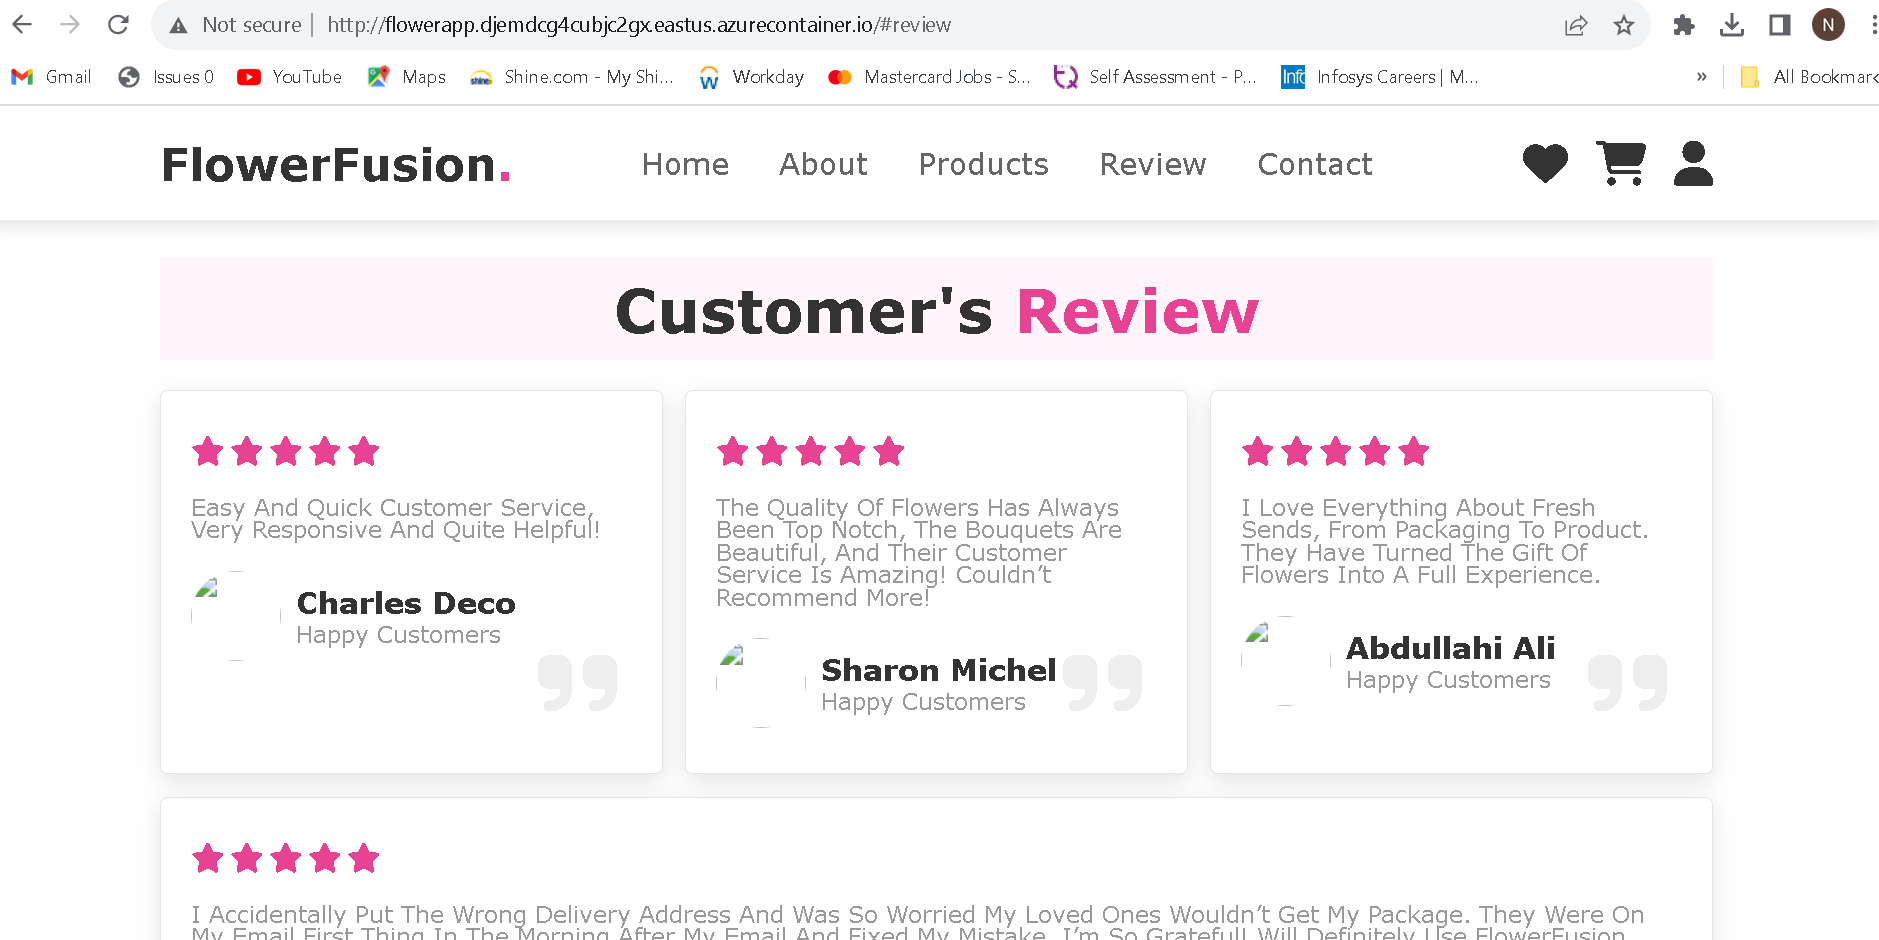 Not secure | http://flowerapp.djemdcg4cubjc2gx.eastus.azurecontainer.io/#review
N
Gmail Issues 0 YouTube Maps Shine.com - My Shi... Workday Mastercard Jobs - S... Self Assessment - P... Infosys Careers | M... » All Bookmark
FlowerFusion. Home About Products Review Contact
Customer's Review
Easy And Quick Customer Service,
Very Responsive And Quite Helpful!
Charles Deco
Happy Customers
The Quality Of Flowers Has Always
Been Top Notch, The Bouquets Are
Beautiful, And Their Customer
Service Is Amazing! Couldn’t
Recommend More!
Sharon Michel
Happy Customers
I Love Everything About Fresh
Sends, From Packaging To Product.
They Have Turned The Gift Of
Flowers Into A Full Experience.
Abdullahi Ali
Happy Customers
I Accidentally Put The Wrong Delivery Address And Was So Worried My Loved Ones Wouldn’t Get My Package. They Were On
My Email First Thing In The Morning After My Email And Fixed My Mistake. I’m So Grateful! Will Definitely Use FlowerFusion